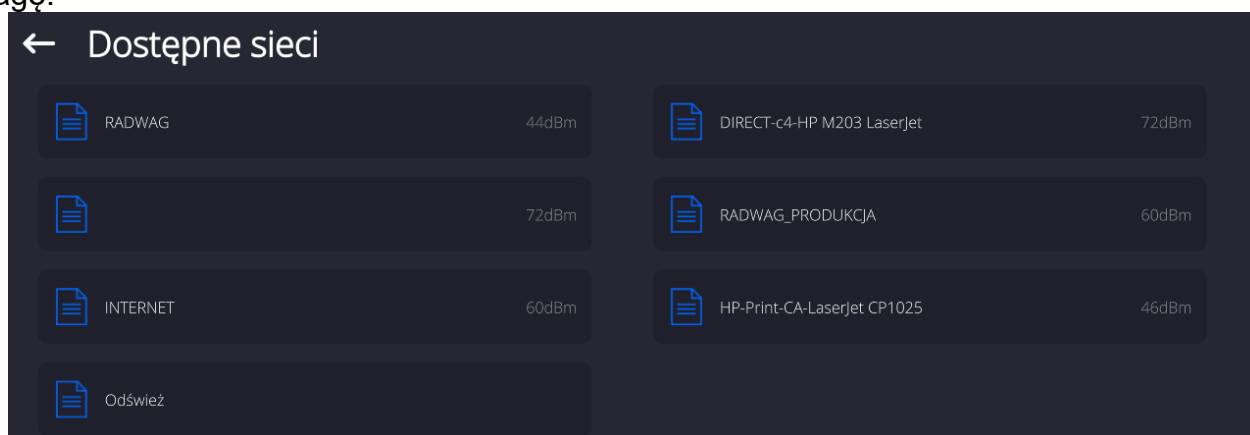 agę.
← Dostępne sieci
RADWAG 44dBm
DIRECT-c4-HP M203 LaserJet 72dBm
72dBm
RADWAG_PRODUKCJA 60dBm
INTERNET 60dBm
HP-Print-CA-LaserJet CP1025 46dBm
Odśwież